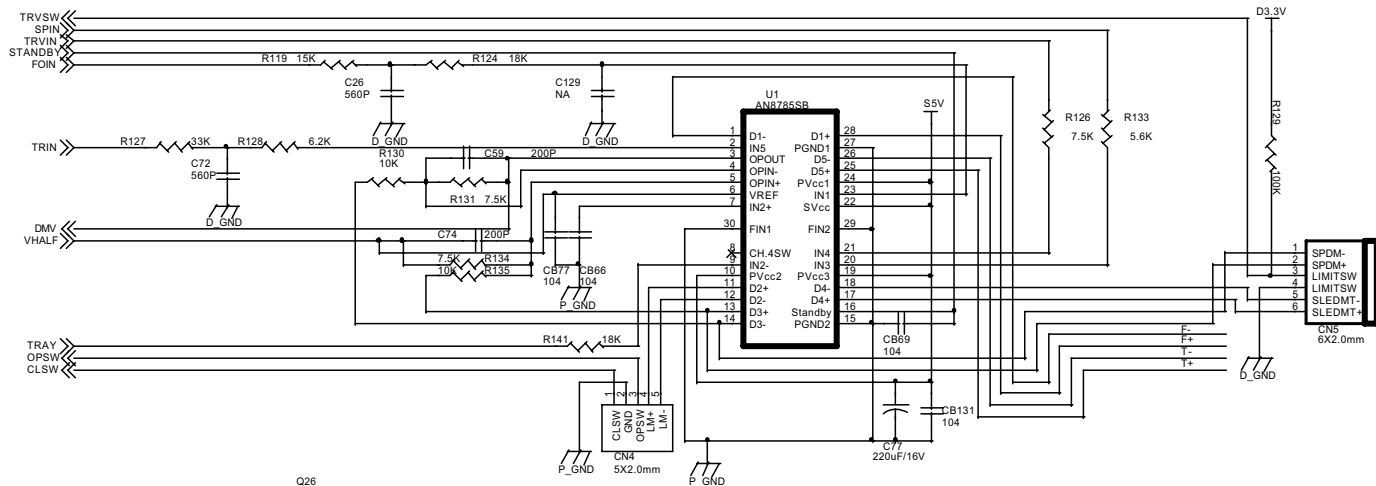 TRVSW
SPIN
TRVIN
STANDBY
FOIN
R119 15K
R124 18K
C26
560P
C129
NA
D_GND
D_GND
D3.3V
R129
100K
U1
AN8785SB
S5V
R126
7.5K
R133
5.6K
TRIN
R127 33K
R128 6.2K
C72
560P
D_GND
R130
10K
C59 200P
R131 7.5K
DMV
VHALF
C74 200P
7.5K R134
10K R135
CB77
104
CB66
104
P_GND
1 D1-
2 IN5
3 OPOUT
4 OPIN-
5 OPIN+
6 VREF
7 IN2+
30 FIN1
8 CH.4SW
9 IN2-
10 PVcc2
11 D2+
12 D2-
13 D3+
14 D3-
D1+ 28
PGND1 27
D5- 26
D5+ 25
PVcc1 24
IN1 23
SVcc 22
FIN2 29
IN4 21
IN3 20
PVcc3 19
D4- 18
D4+ 17
Standby 16
PGND2 15
CB69
104
1 SPDM-
2 SPDM+
3 LIMITSW
4 LIMITSW
5 SLEDMT-
6 SLEDMT+
CN5
6X2.0mm
F-
F+
T-
T+
D_GND
TRAY
OPSW
CLSW
R141 18K
1 2 3 4 5
CLSW
GND
OPSW
LM+
LM-
CN4
5X2.0mm
P_GND
P_GND
C77
220uF/16V
CB131
104
Q26